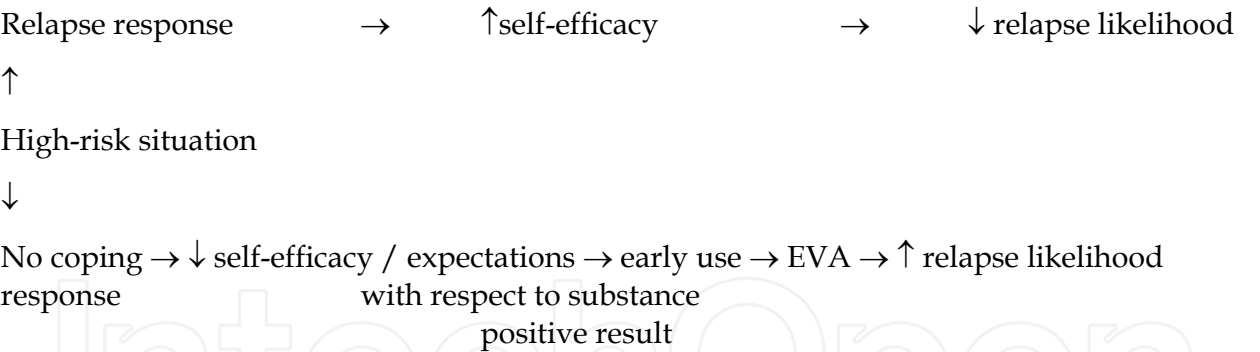 Relapse response → ↑self-efficacy → ↓ relapse likelihood
↑
High-risk situation
↓
No coping → ↓ self-efficacy / expectations → early use → EVA → ↑ relapse likelihood
response with respect to substance
positive result
IntechOpen